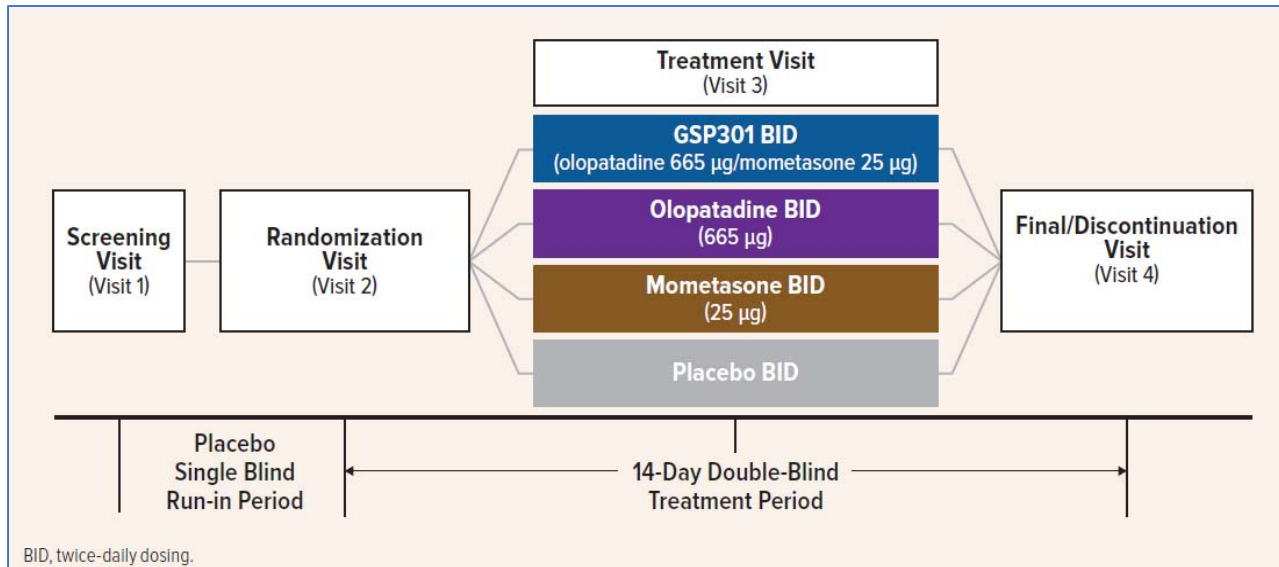 Treatment Visit
(Visit 3)
GSP301 BID
(olopatadine 665 µg/mometasone 25 µg)
Olopatadine BID
(665 µg)
Mometasone BID
(25 µg)
Placebo BID
Screening
Visit
(Visit 1)
Randomization
Visit
(Visit 2)
Final/Discontinuation
Visit
(Visit 4)
Placebo
Single Blind
Run-in Period
14-Day Double-Blind
Treatment Period
BID, twice-daily dosing.